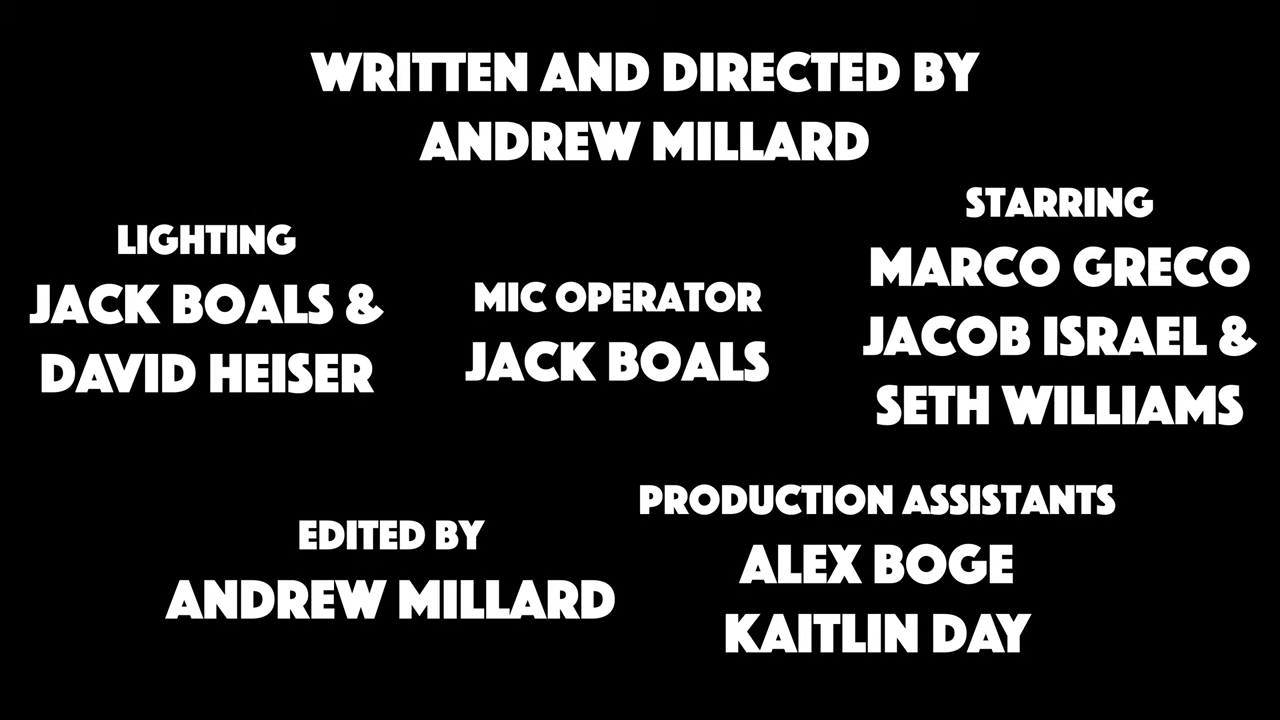 WRITTEN AND DIRECTED BY
ANDREW MILLARD
LIGHTING
JACK BOALS &
DAVID HEISER
MIC OPERATOR
JACK BOALS
STARRING
MARCO GRECO
JACOB ISRAEL &
SETH WILLIAMS
EDITED BY
ANDREW MILLARD
PRODUCTION ASSISTANTS
ALEX BOGE
KAITLIN DAY